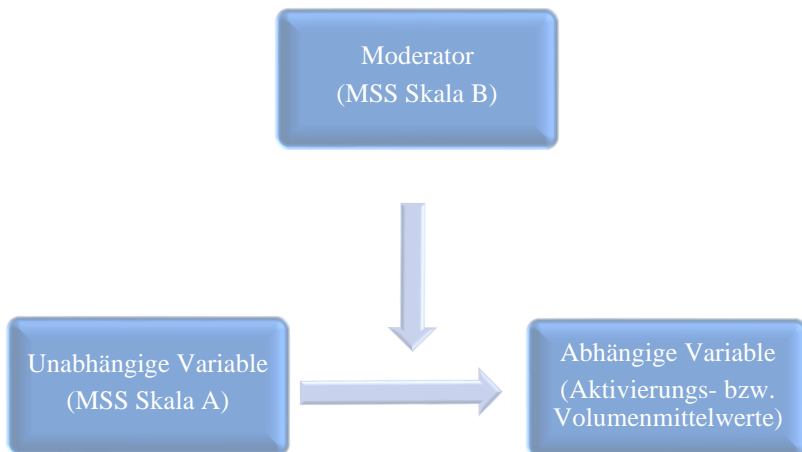 Moderator
(MSS Skala B)
Unabhängige Variable
(MSS Skala A)
Abhängige Variable
(Aktivierungs- bzw.
Volumenmittelwerte)